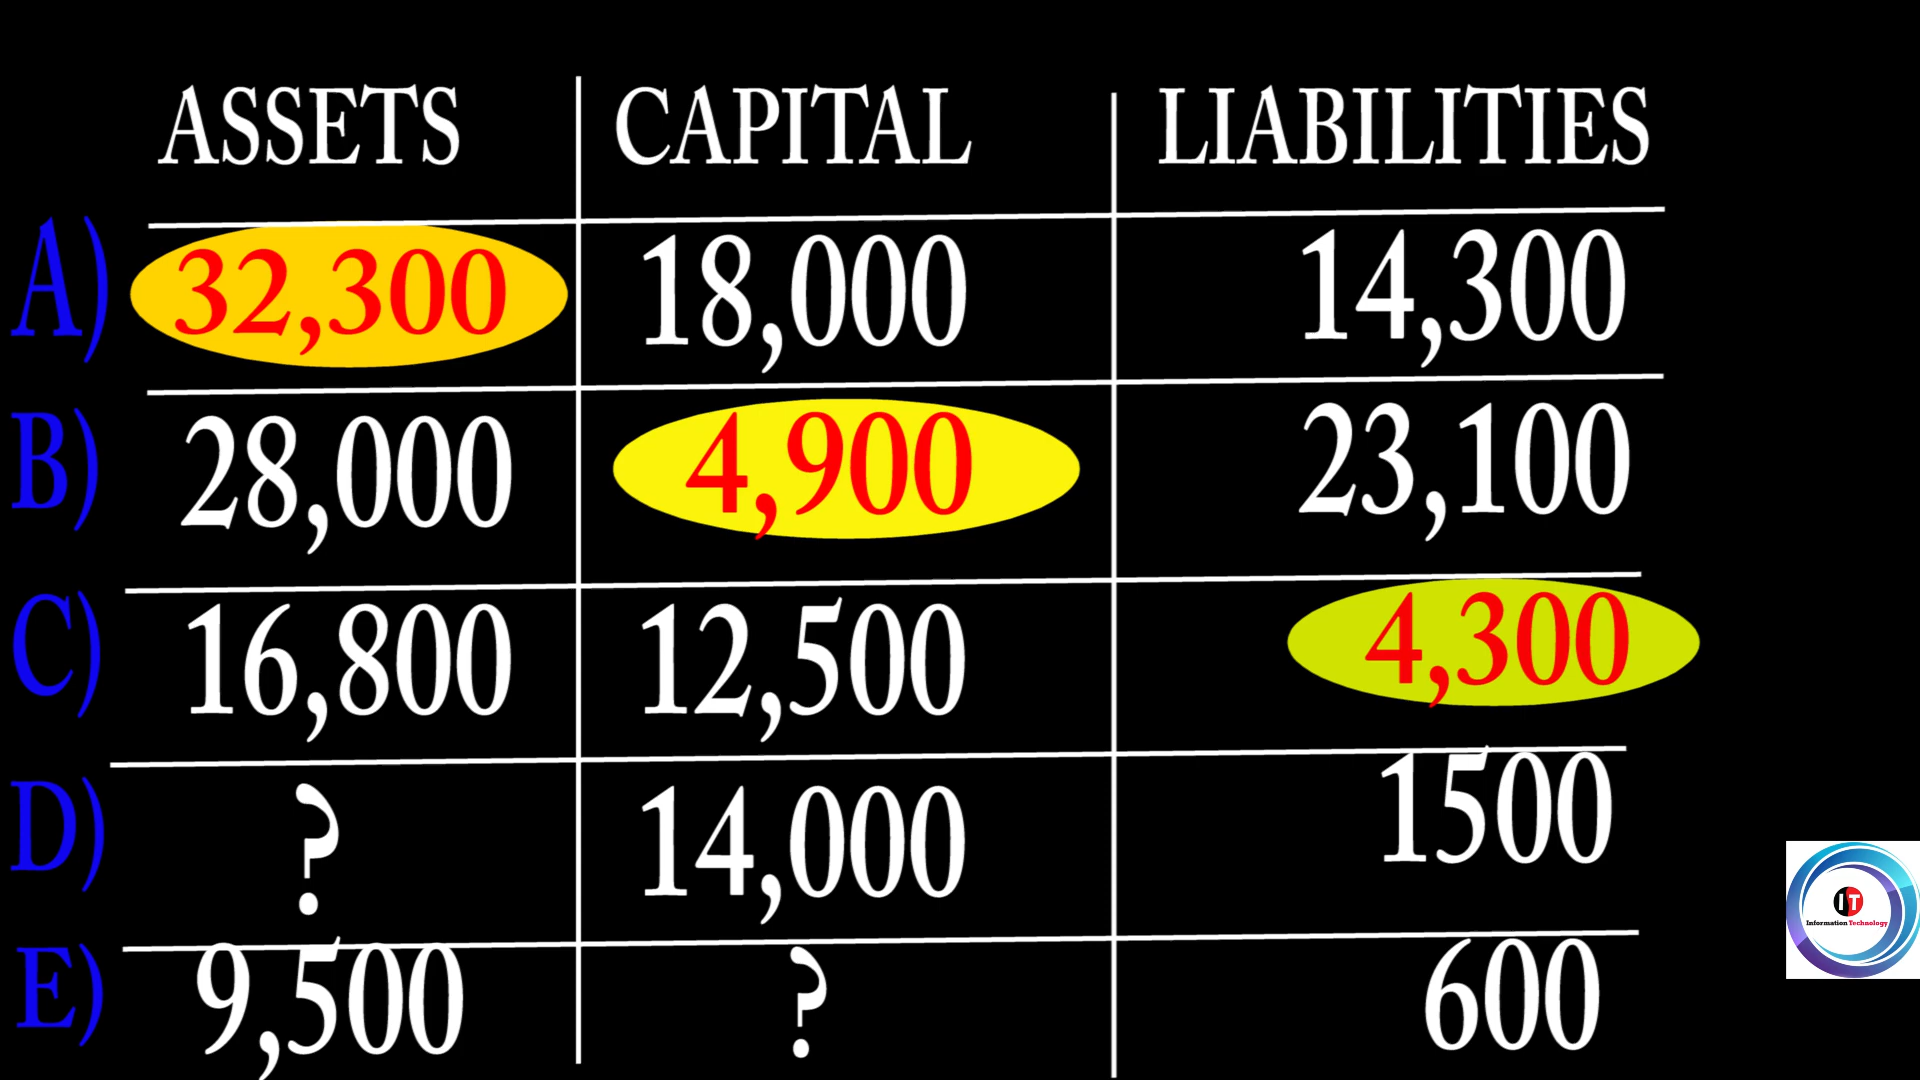 ASSETS CAPITAL LIABILITIES
A) 32,300 18,000 14,300
B) 28,000 4,900 23,100
C) 16,800 12,500 4,300
D) ? 14,000 1500
E) 9,500 ? 600
IT
Information Technology